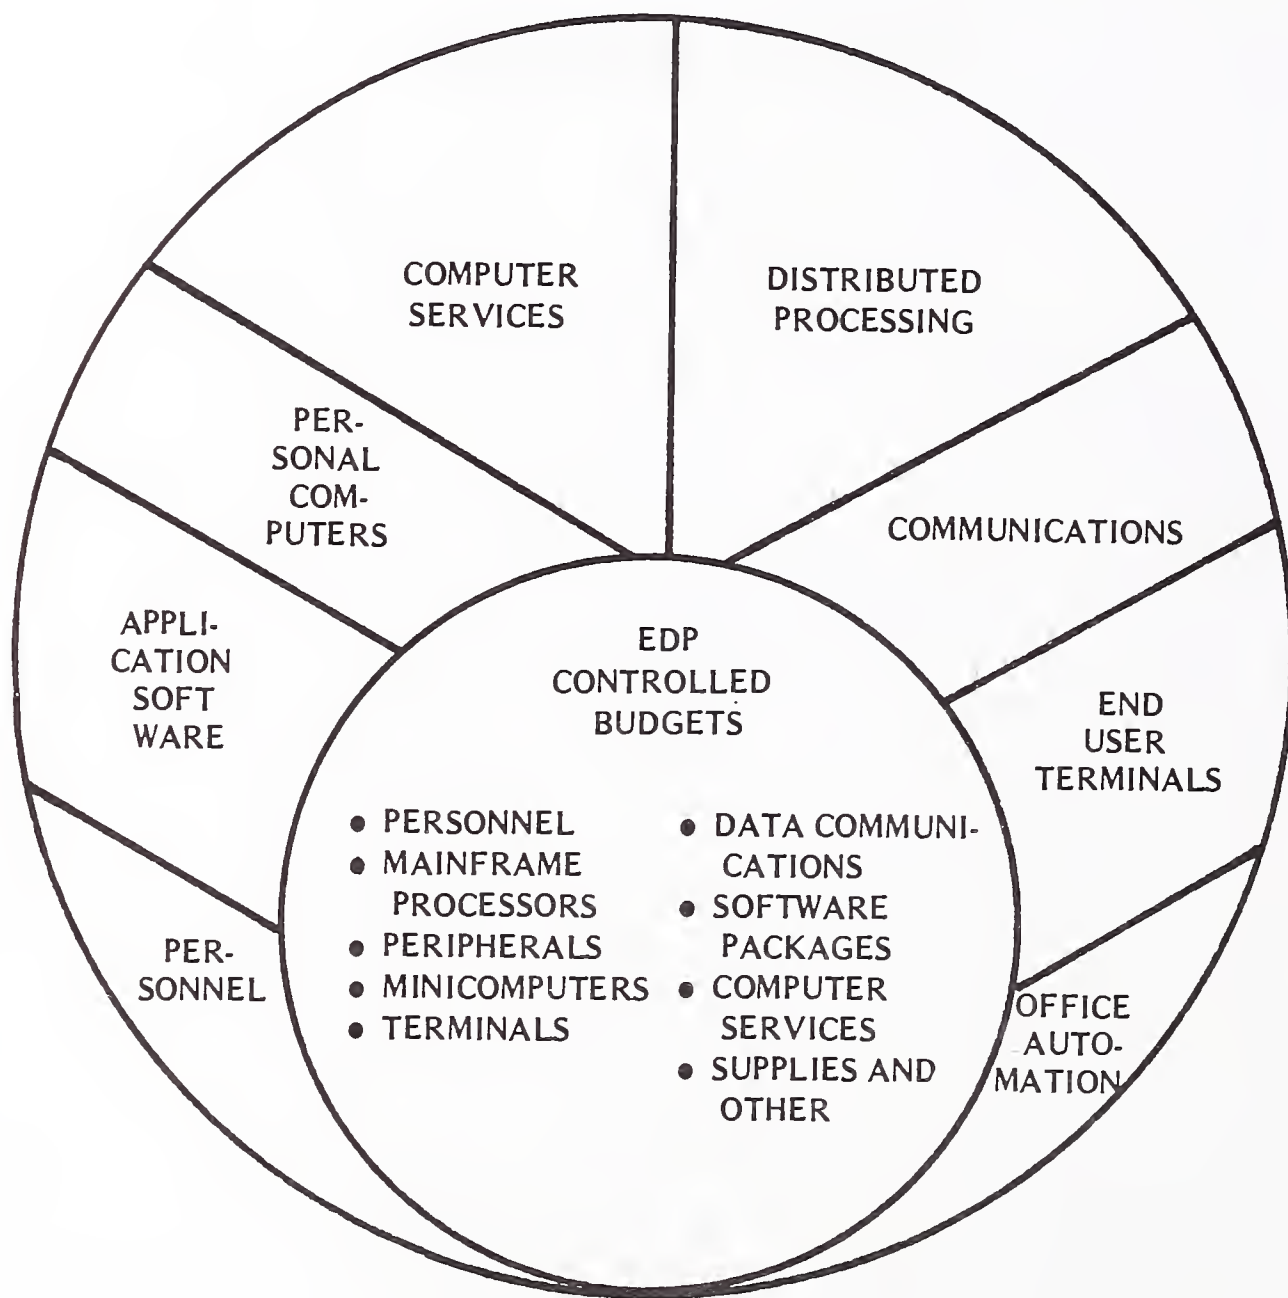 COMPUTER
SERVICES
DISTRIBUTED
PROCESSING
PER-
SONAL
COM-
PUTERS
COMMUNICATIONS
APPLI-
CATION
SOFT
WARE
END
USER
TERMINALS
PER-
SONNEL
OFFICE
AUTO-
MATION
EDP
CONTROLLED
BUDGETS
• PERSONNEL
• MAINFRAME
PROCESSORS
• PERIPHERALS
• MINICOMPUTERS
• TERMINALS
• DATA COMMUNI-
CATIONS
• SOFTWARE
PACKAGES
• COMPUTER
SERVICES
• SUPPLIES AND
OTHER